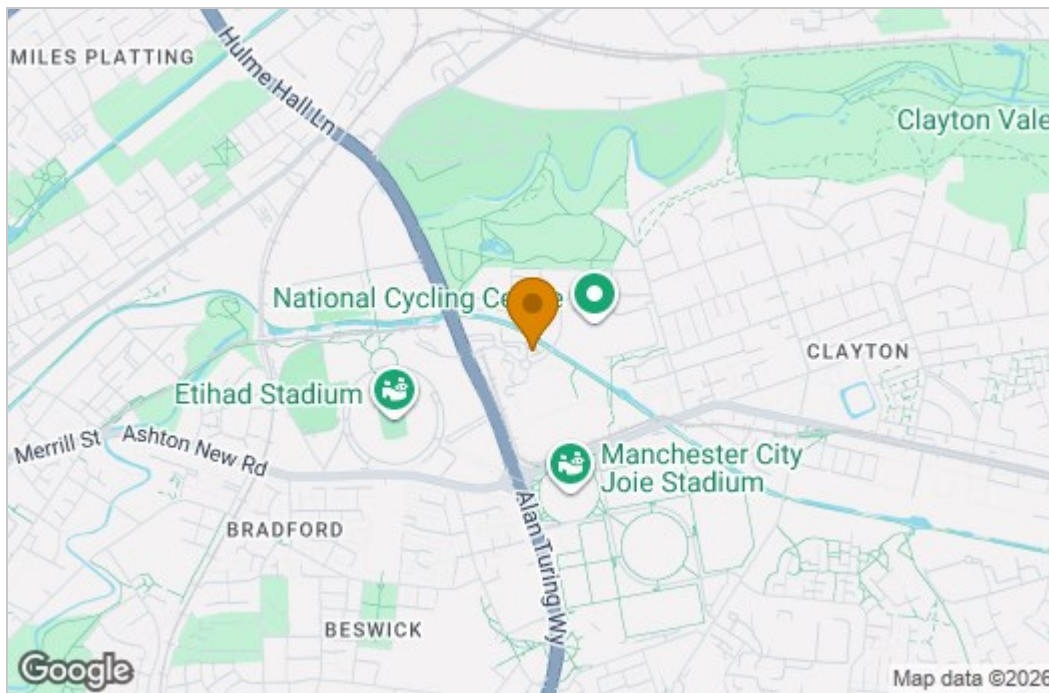 MILES PLATTING
Hulme Hall Ln
Clayton Vale
National Cycling Ce
e
CLAYTON
Etihad Stadium
Merrill St
Ashton New Rd
Manchester City
Joie Stadium
BRADFORD
Alan Turing Wy
BESWICK
Google
Map data ©2026